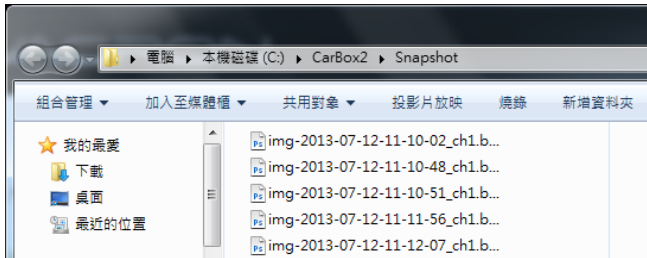 電腦 ▸ 本機磁碟 (C:) ▸ CarBox2 ▸ Snapshot
組合管理 ▼ 加入至媒體櫃 ▼ 共用對象 ▼ 投影片放映 燒錄 新增資料夾
我的最愛
下載
桌面
最近的位置
img-2013-07-12-11-10-02_ch1.b...
img-2013-07-12-11-10-48_ch1.b...
img-2013-07-12-11-10-51_ch1.b...
img-2013-07-12-11-11-56_ch1.b...
img-2013-07-12-11-12-07_ch1.b...